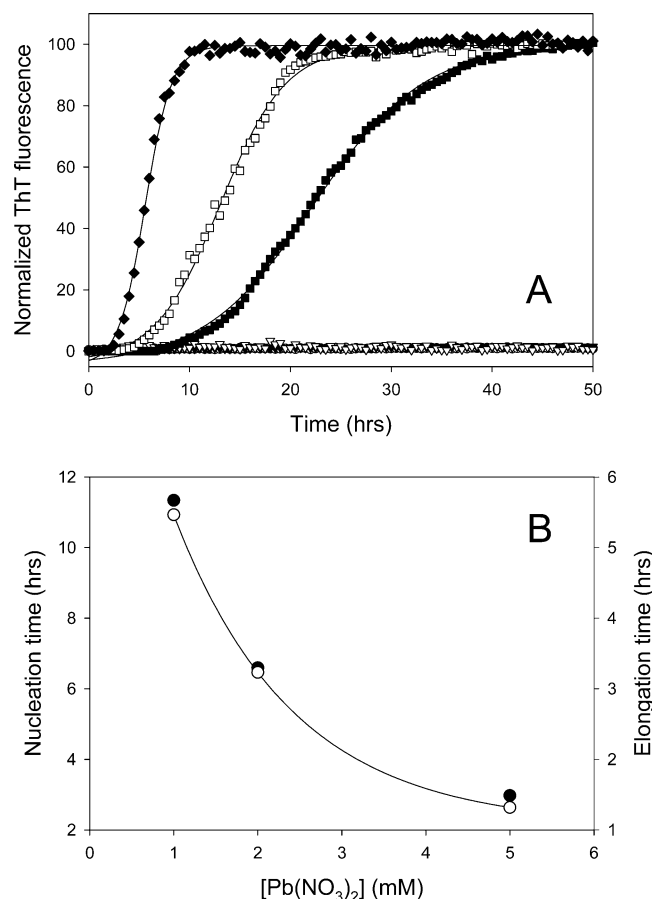 Normalized ThT fluorescence
100
80
60
40
20
0
A
0 10 20 30 40 50
Time (hrs)
Nucleation time (hrs)
12
10
8
6
4
2
B
6
5
4
3
2
1
Elongation time (hrs)
0 1 2 3 4 5 6
[Pb(NO3)2] (mM)